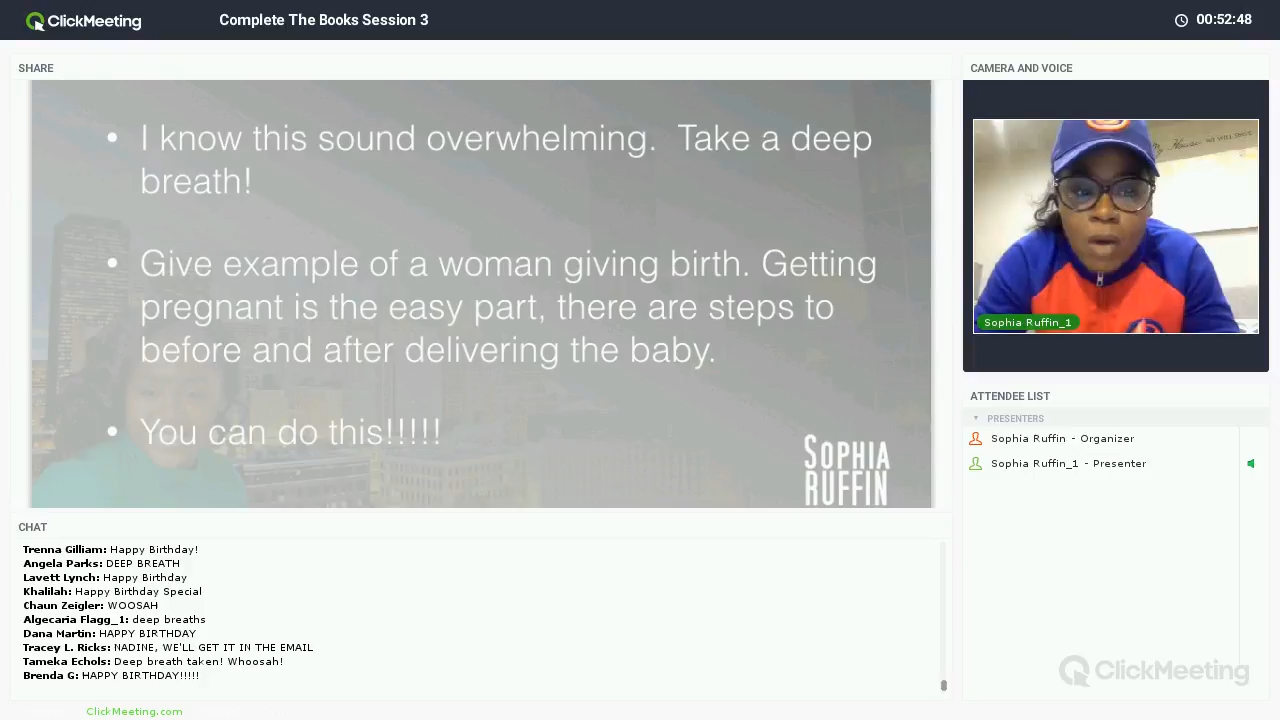 ClickMeeting
Complete The Books Session 3
00:52:48
SHARE
• I know this sound overwhelming. Take a deep
breath!
• Give example of a woman giving birth. Getting
pregnant is the easy part, there are steps to
before and after delivering the baby.
• You can do this!!!!!
SOPHIA
RUFFIN
CAMERA AND VOICE
My House
Sophia Ruffin_1
ATTENDEE LIST
PRESENTERS
Sophia Ruffin - Organizer
Sophia Ruffin_1 - Presenter
CHAT
Trenna Gilliam: Happy Birthday!
Angela Parks: DEEP BREATH
Lavett Lynch: Happy Birthday
Khalilah: Happy Birthday Special
Chaun Zeigler: WOOSAH
Algecaria Flagg_1: deep breaths
Dana Martin: HAPPY BIRTHDAY
Tracey L. Ricks: NADINE, WE'LL GET IT IN THE EMAIL
Tameka Echols: Deep breath taken! Whoosah!
Brenda G: HAPPY BIRTHDAY!!!!!
ClickMeeting
ClickMeeting.com